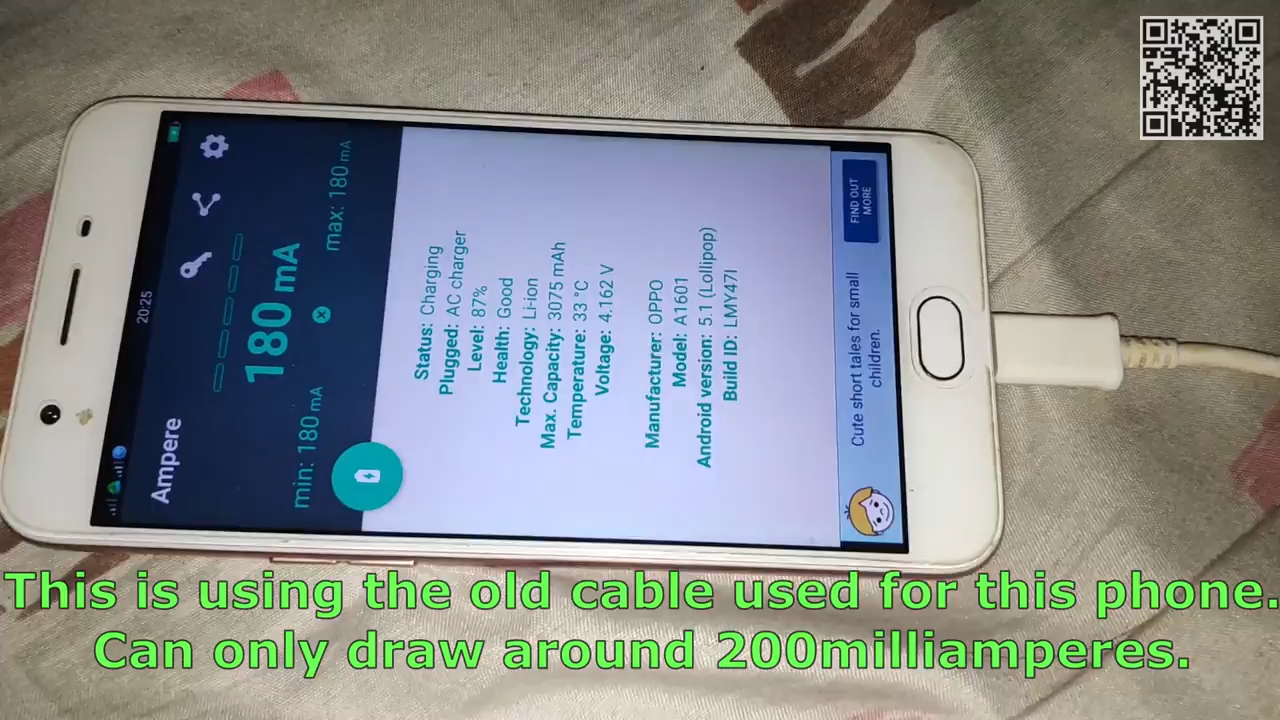 20:25
Ampere
180 mA
min: 180 mA
max: 180 mA
Status: Charging
Plugged: AC charger
Level: 87%
Health: Good
Technology: Li-ion
Max. Capacity: 3075 mAh
Temperature: 33 °C
Voltage: 4.162 V
Manufacturer: OPPO
Model: A1601
Android version: 5.1 (Lollipop)
Build ID: LMY47I
Cute short tales for small
children.
FIND OUT
MORE
This is using the old cable used for this phone.
Can only draw around 200milliamperes.